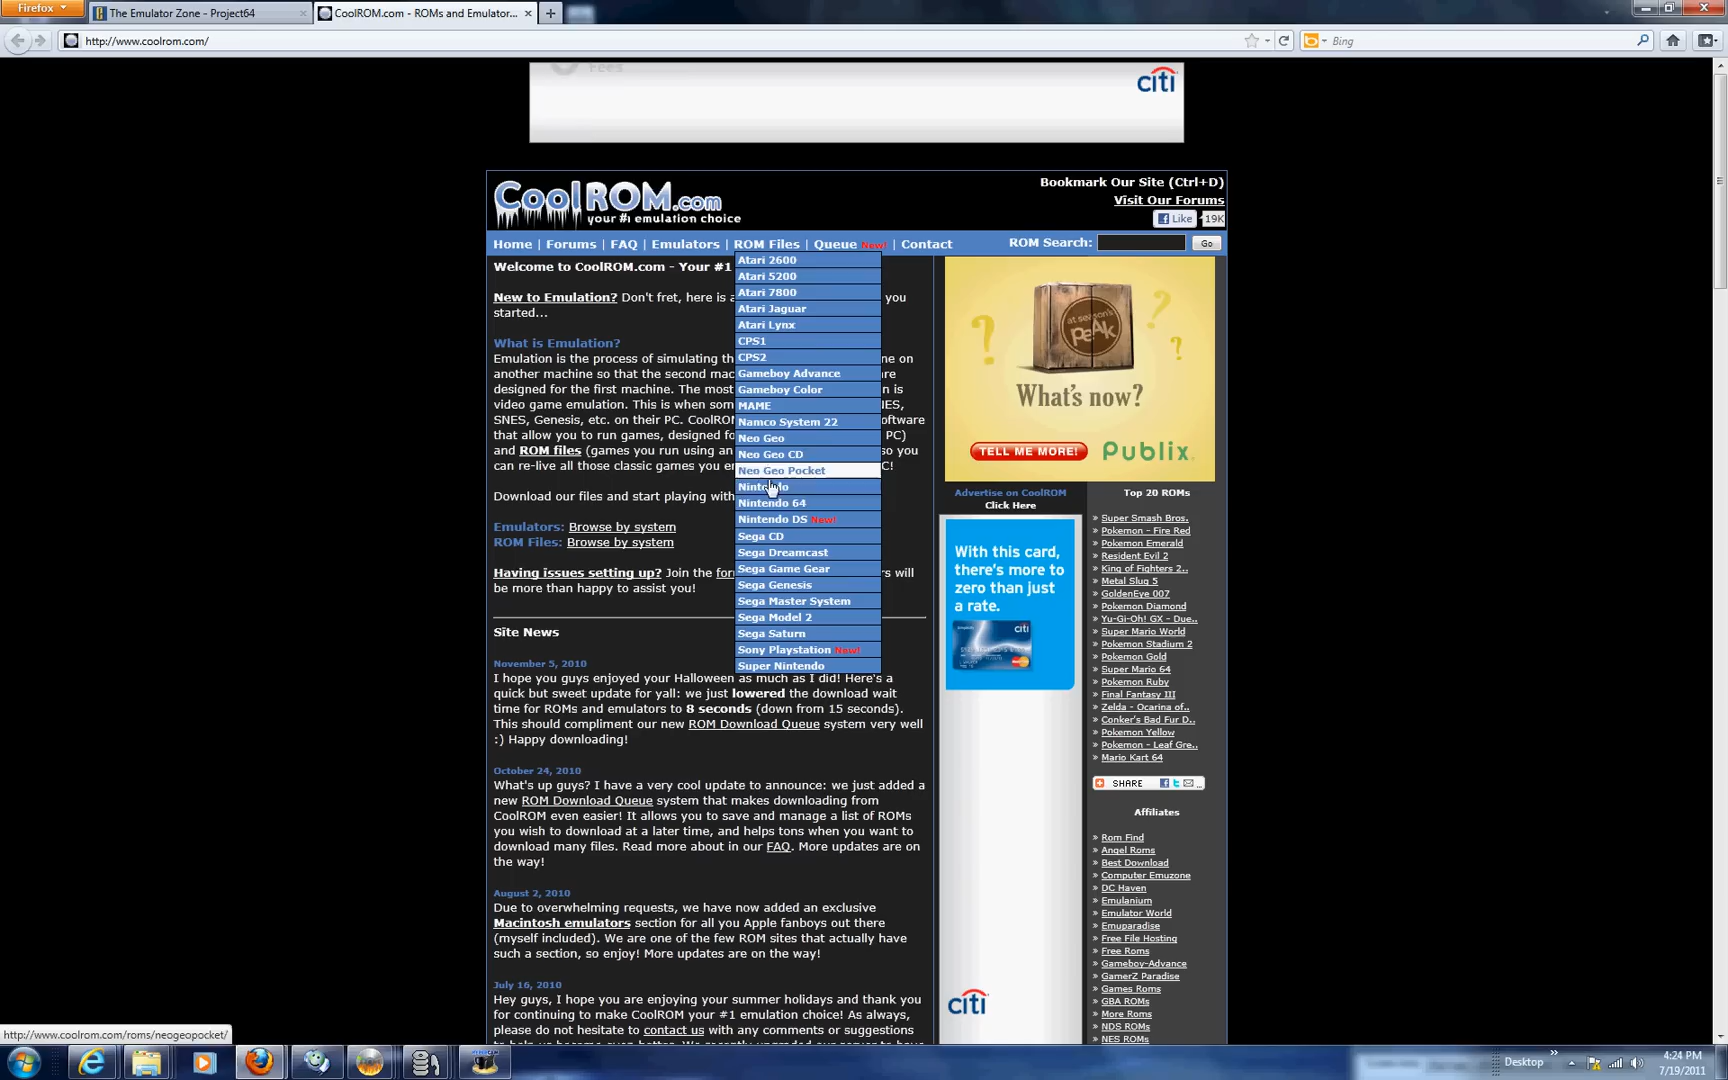 Firefox
The Emulator Zone - Project64
CoolROM.com - ROMs and Emulator...
http://www.coolrom.com/
Bing
Fees
citi
CoolROM.com
your #1 emulation choice
Bookmark Our Site (Ctrl+D)
Visit Our Forums
Like 19K
Home | Forums | FAQ | Emulators | ROM Files | Queue New! | Contact
ROM Search: Go
Welcome to CoolROM.com - Your #1
New to Emulation? Don't fret, here is a you
started...
What is Emulation?
Emulation is the process of simulating th ne on
another machine so that the second mac are
designed for the first machine. The most n is
video game emulation. This is when som NES,
SNES, Genesis, etc. on their PC. CoolROM oftware
that allow you to run games, designed fo PC)
and ROM files (games you run using an so you
can re-live all those classic games you e PC!
Download our files and start playing with
Emulators: Browse by system
ROM Files: Browse by system
Having issues setting up? Join the for rs will
be more than happy to assist you!
Atari 2600
Atari 5200
Atari 7800
Atari Jaguar
Atari Lynx
CPS1
CPS2
Gameboy Advance
Gameboy Color
MAME
Namco System 22
Neo Geo
Neo Geo CD
Neo Geo Pocket
Nintendo
Nintendo 64
Nintendo DS New!
Sega CD
Sega Dreamcast
Sega Game Gear
Sega Genesis
Sega Master System
Sega Model 2
Sega Saturn
Sony Playstation New!
Super Nintendo
Site News
November 5, 2010
I hope you guys enjoyed your Halloween as much as I did! Here's a
quick but sweet update for yall: we just lowered the download wait
time for ROMs and emulators to 8 seconds (down from 15 seconds).
This should compliment our new ROM Download Queue system very well
:) Happy downloading!
October 24, 2010
What's up guys? I have a very cool update to announce: we just added a
new ROM Download Queue system that makes downloading from
CoolROM even easier! It allows you to save and manage a list of ROMs
you wish to download at a later time, and helps tons when you want to
download many files. Read more about in our FAQ. More updates are on
the way!
August 2, 2010
Due to overwhelming requests, we have now added an exclusive
Macintosh emulators section for all you Apple fanboys out there
(myself included). We are one of the few ROM sites that actually have
such a section, so enjoy! More updates are on the way!
July 16, 2010
Hey guys, I hope you are enjoying your summer holidays and thank you
for continuing to make CoolROM your #1 emulation choice! As always,
please do not hesitate to contact us with any comments or suggestions
at season's
peak
What's now?
TELL ME MORE!
Publix.
Advertise on CoolROM
Click Here
With this card,
there's more to
zero than just
a rate.
citi
citi
Top 20 ROMs
» Super Smash Bros.
» Pokemon - Fire Red
» Pokemon Emerald
» Resident Evil 2
» King of Fighters 2..
» Metal Slug 5
» GoldenEye 007
» Pokemon Diamond
» Yu-Gi-Oh! GX - Due..
» Super Mario World
» Pokemon Stadium 2
» Pokemon Gold
» Super Mario 64
» Pokemon Ruby
» Final Fantasy III
» Zelda - Ocarina of..
» Conker's Bad Fur D..
» Pokemon Yellow
» Pokemon - Leaf Gre..
» Mario Kart 64
SHARE
Affiliates
» Rom Find
» Angel Roms
» Best Download
» Computer Emuzone
» DC Haven
» Emulanium
» Emulator World
» Emuparadise
» Free File Hosting
» Free Roms
» Gameboy-Advance
» GamerZ Paradise
» Games Roms
» GBA ROMs
» More Roms
» NDS ROMs
» NES ROMs
http://www.coolrom.com/roms/neogeopocket/
Desktop
4:24 PM
7/19/2011